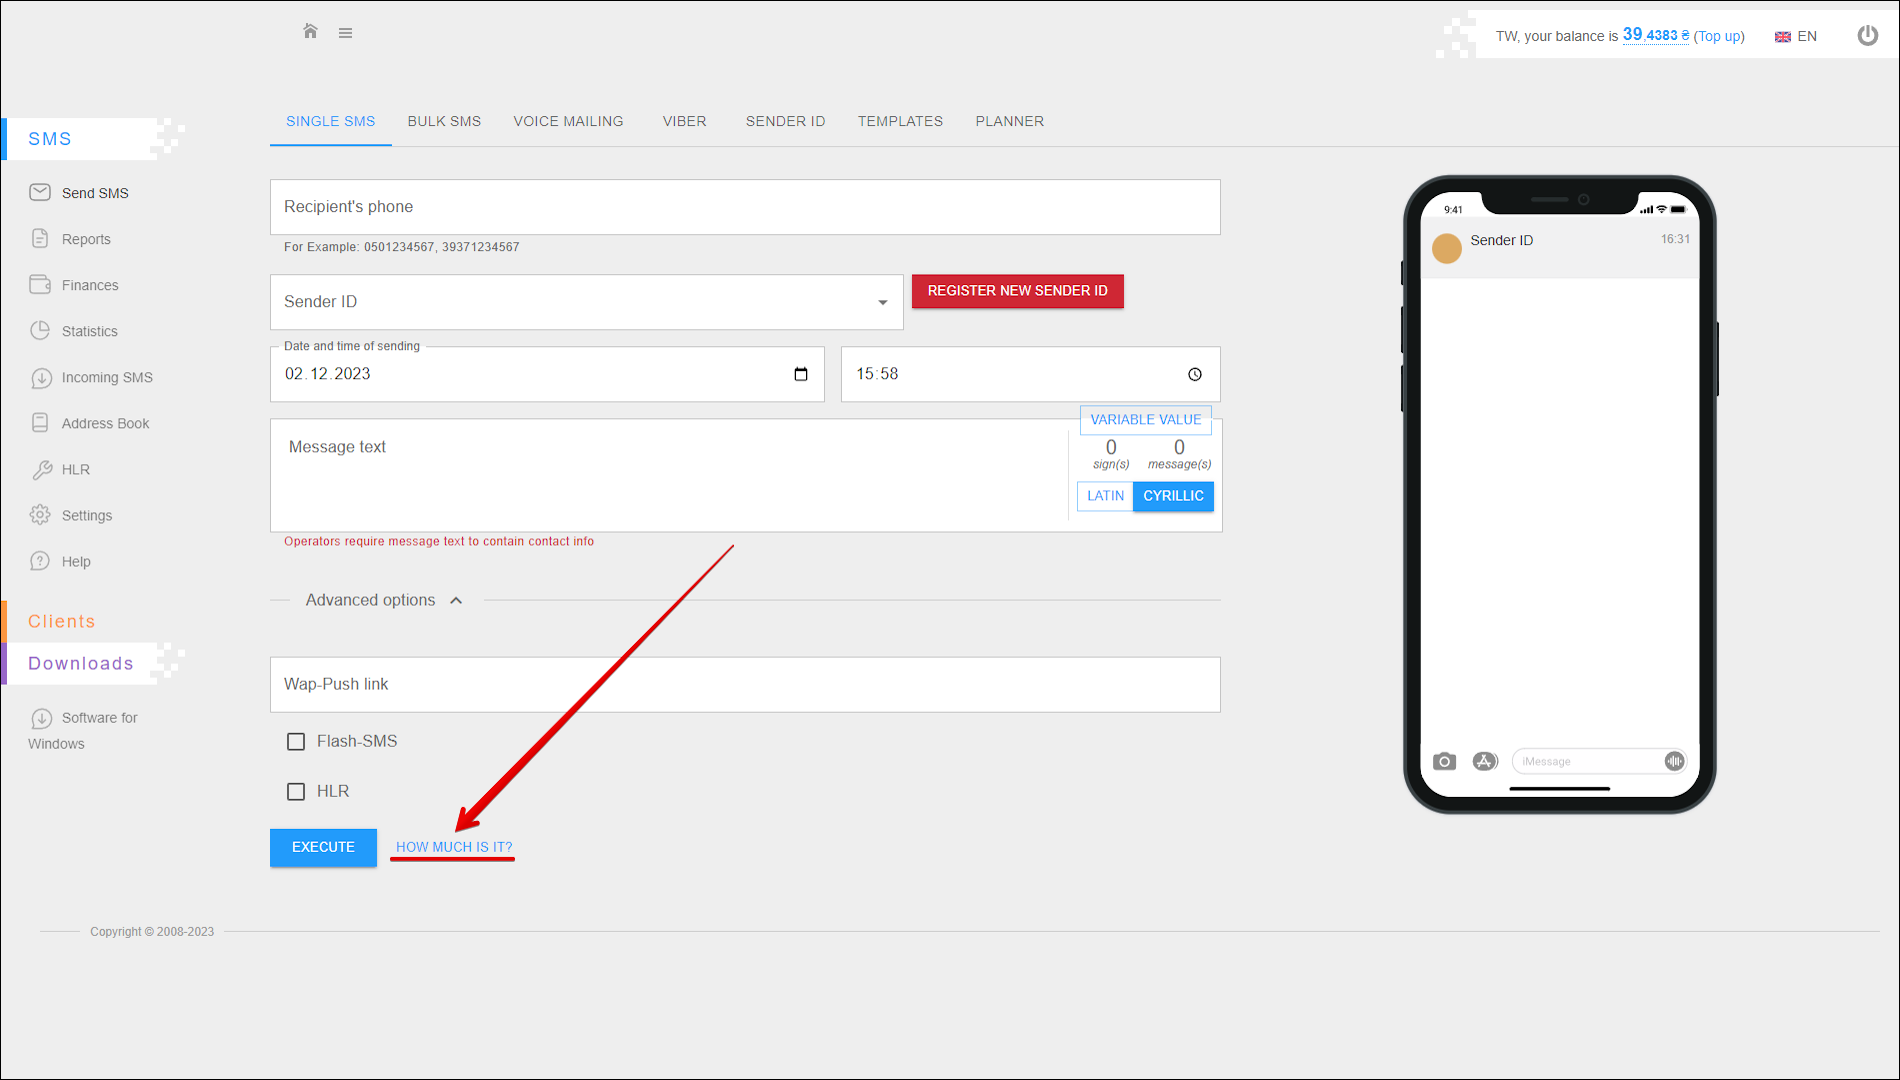 TW, your balance is 39,4383 ₴ (Top up) EN
SINGLE SMS BULK SMS VOICE MAILING VIBER SENDER ID TEMPLATES PLANNER
SMS
Send SMS
Reports
Finances
Statistics
Incoming SMS
Address Book
HLR
Settings
Help
Clients
Downloads
Software for
Windows
Recipient's phone
For Example: 0501234567, 39371234567
Sender ID
REGISTER NEW SENDER ID
Date and time of sending
02.12.2023
15:58
VARIABLE VALUE
Message text
0 0
sign(s) message(s)
LATIN CYRILLIC
Operators require message text to contain contact info
Advanced options
Wap-Push link
Flash-SMS
HLR
EXECUTE HOW MUCH IS IT?
9:41
Sender ID 16:31
iMessage
Copyright © 2008-2023